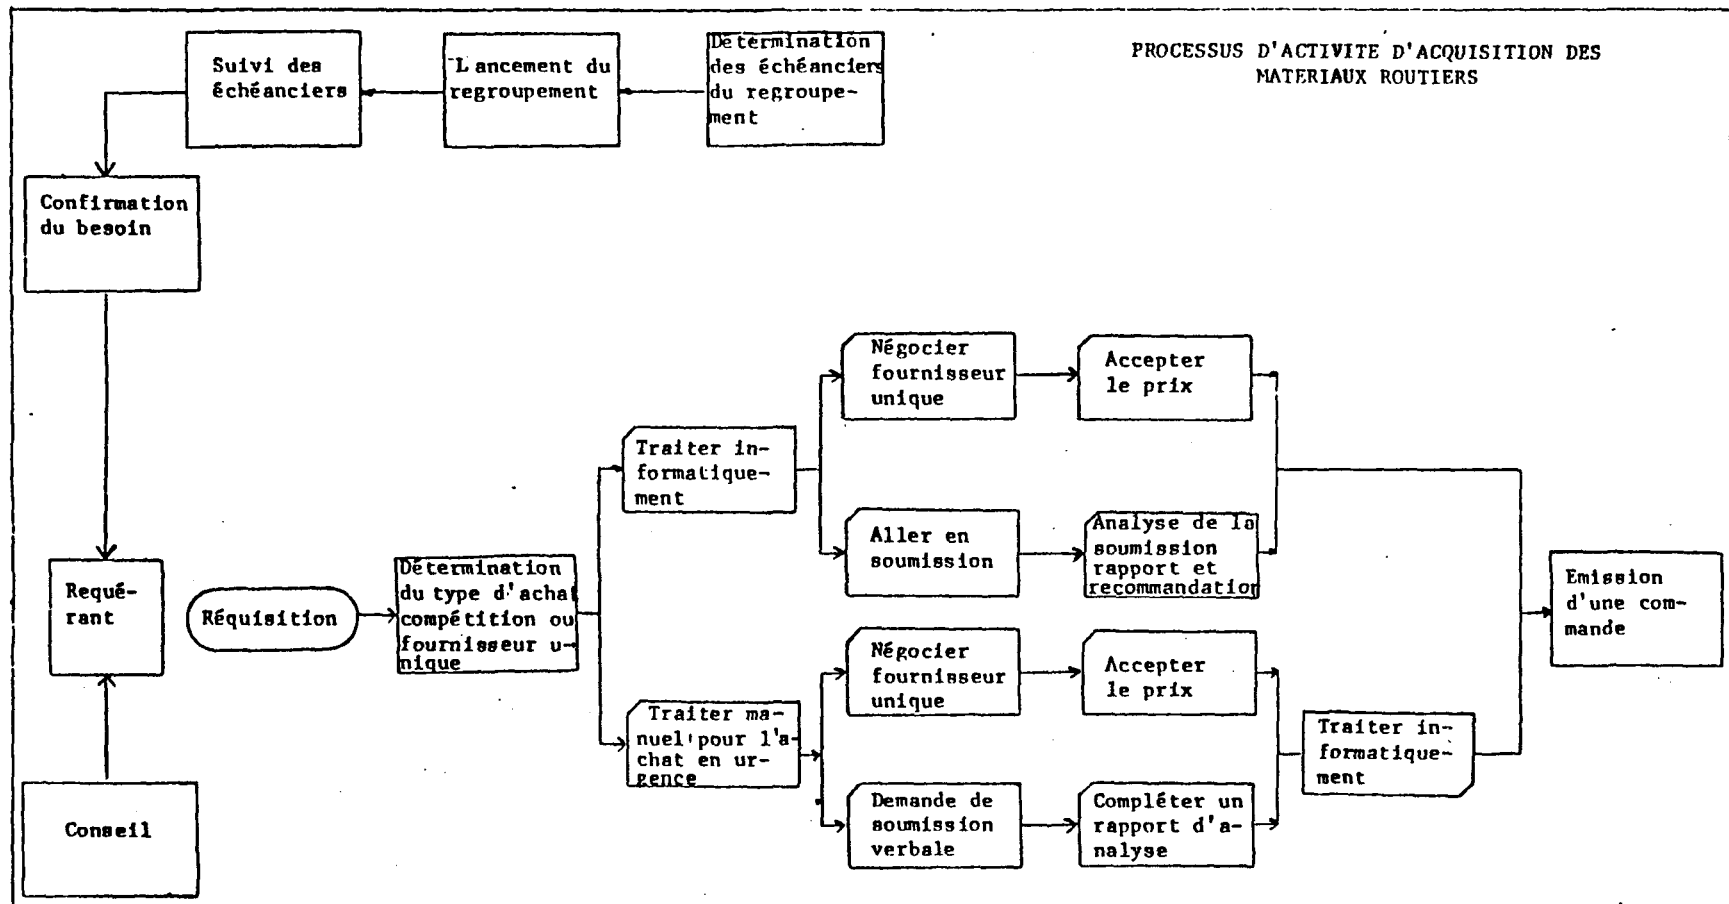 PROCESSUS D'ACTIVITE D'ACQUISITION DES
MATERIAUX ROUTIERS
Suivi des
échéanciers
Lancement du
regroupement
Détermination
des échéanciers
du regroupe-
ment
Confirmation
du besoin
Requé-
rant
Conseil
Réquisition
Détermination
du type d'achat
compétition ou
fournisseur u-
nique
Traiter in-
formatique-
ment
Négocier
fournisseur
unique
Accepter
le prix
Aller en
soumission
Analyse de la
soumission
rapport et
recommandation
Traiter ma-
nuel pour l'a-
chat en ur-
gence
Négocier
fournisseur
unique
Accepter
le prix
Demande de
soumission
verbale
Compléter un
rapport d'a-
nalyse
Traiter in-
formatique-
ment
Emission
d'une com-
mande